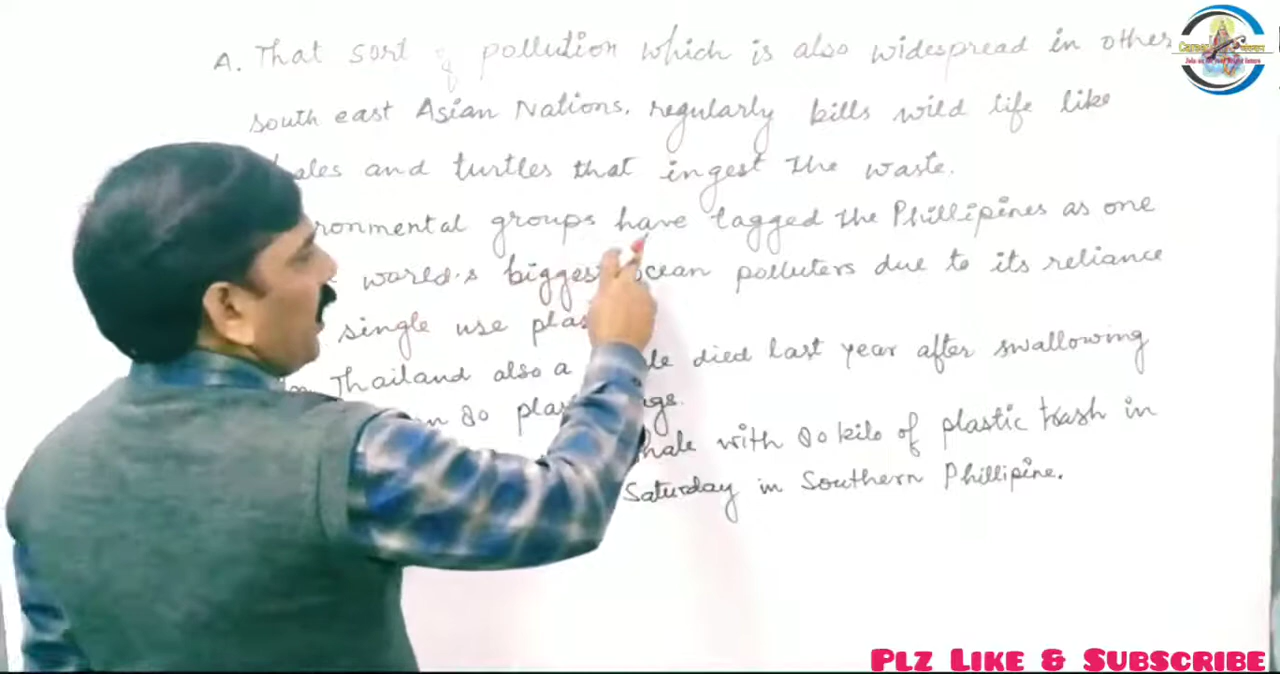 A. That sort of pollution which is also widespread in other
south east Asian Nations, regularly kills wild life like
ales and turtles that ingest the waste.
ronmental groups have tagged the Phillipines as one
world's biggest ocean polluters due to its reliance
single use plas
Thailand also a le died last year after swallowing
n 80 plas gs.
hale with 80 kilo of plastic trash in
Saturday in Southern Phillipine.
PLZ LIKE & SUBSCRIBE